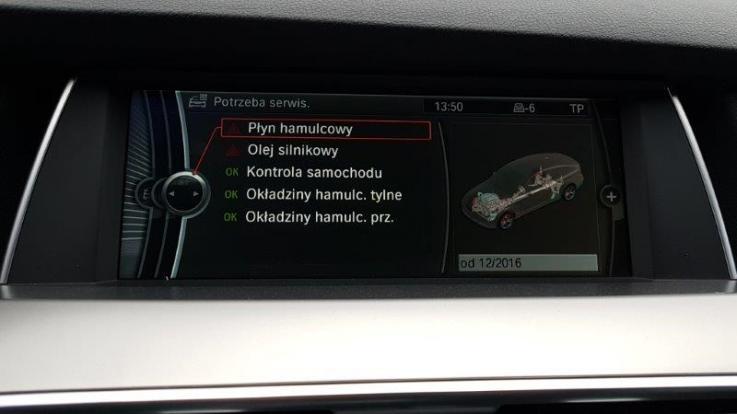 Potrzeba serwis. 13:50 -6 TP
Płyn hamulcowy
Olej silnikowy
OK Kontrola samochodu
OK Okładziny hamulc. tylne
OK Okładziny hamulc. prz.
od 12/2016